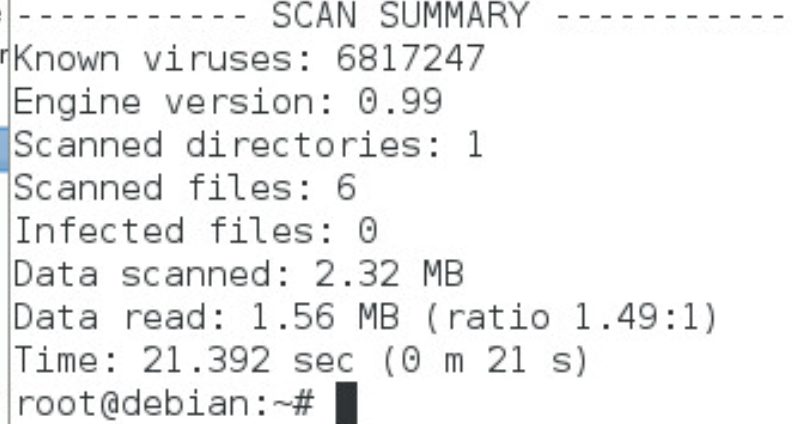 ----------- SCAN SUMMARY -----------
Known viruses: 6817247
Engine version: 0.99
Scanned directories: 1
Scanned files: 6
Infected files: 0
Data scanned: 2.32 MB
Data read: 1.56 MB (ratio 1.49:1)
Time: 21.392 sec (0 m 21 s)
root@debian:~#